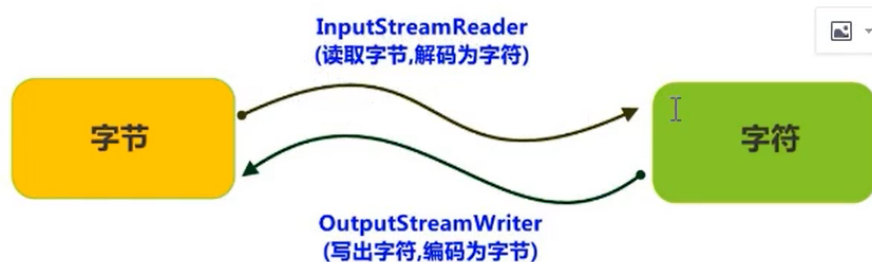 InputStreamReader
(读取字节,解码为字符)
字节
字符
OutputStreamWriter
(写出字符,编码为字节)